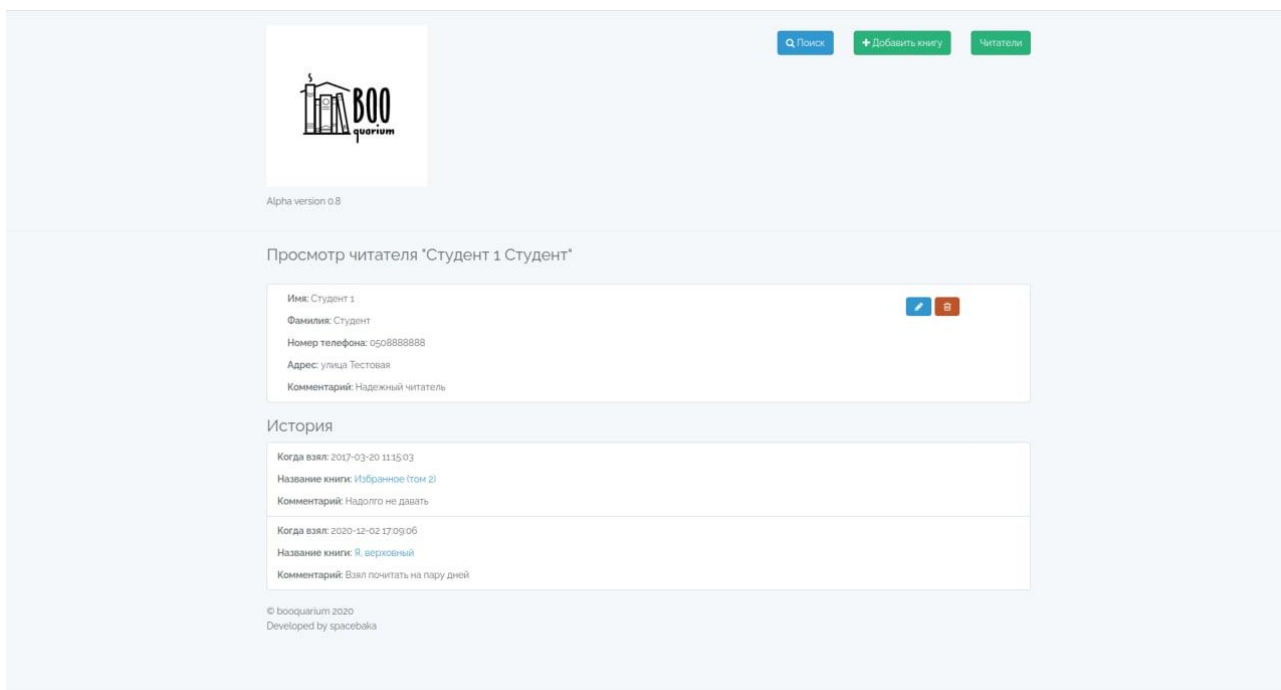 Поиск
Добавить книгу
Читатели
BOO
quarium
Alpha version 0.8
Просмотр читателя "Студент 1 Студент"
Имя: Студент 1
Фамилия: Студент
Номер телефона: 0508888888
Адрес: улица Тестовая
Комментарий: Надежный читатель
История
Когда взял: 2017-03-20 11:15:03
Название книги: Избранное (том 2)
Комментарий: Надолго не давать
Когда взял: 2020-12-02 17:09:06
Название книги: Я, верховный
Комментарий: Взял почитать на пару дней
© booquarium 2020
Developed by spacebaka